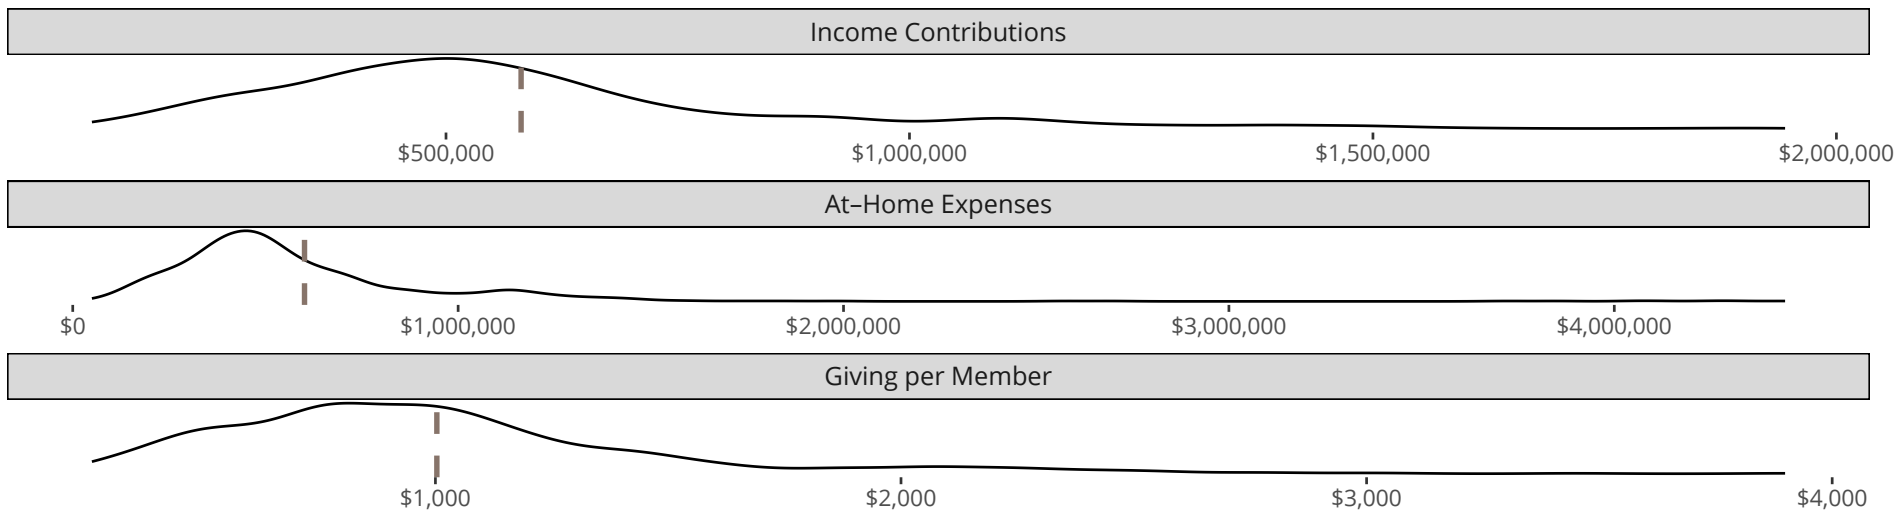 Income Contributions
$500,000 $1,000,000 $1,500,000 $2,000,000
At–Home Expenses
$0 $1,000,000 $2,000,000 $3,000,000 $4,000,000
Giving per Member
$1,000 $2,000 $3,000 $4,000